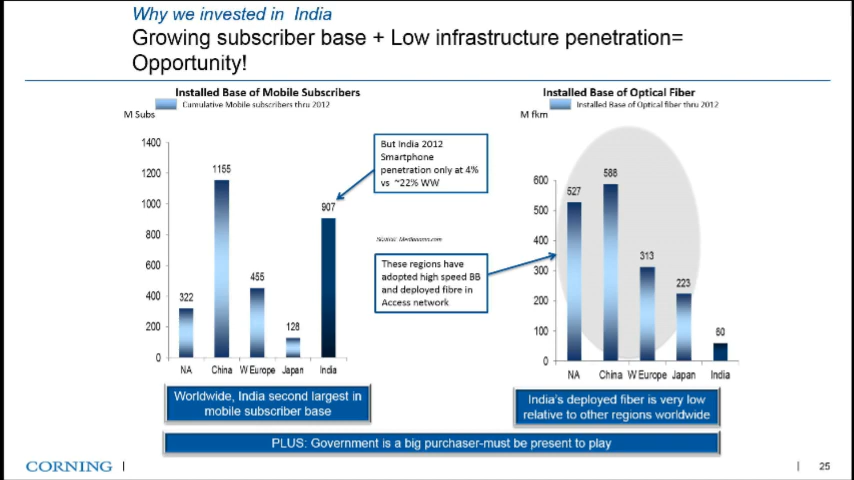 Why we invested in India
Growing subscriber base + Low infrastructure penetration=
Opportunity!
Installed Base of Mobile Subscribers
Cumulative Mobile subscribers thru 2012
M Subs
1400
1200
1000
800
600
400
200
0
322
1155
455
128
907
NA
China
W Europe
Japan
India
But India 2012
Smartphone
penetration only at 4%
vs ~22% WW
These regions have
adopted high speed BB
and deployed fibre in
Access network
Installed Base of Optical Fiber
Installed Base of Optical fiber thru 2012
M fkm
600
500
400
300
200
100
0
527
588
313
223
60
NA
China
W Europe
Japan
India
Worldwide, India second largest in
mobile subscriber base
India's deployed fiber is very low
relative to other regions worldwide
PLUS: Government is a big purchaser-must be present to play
CORNING
25